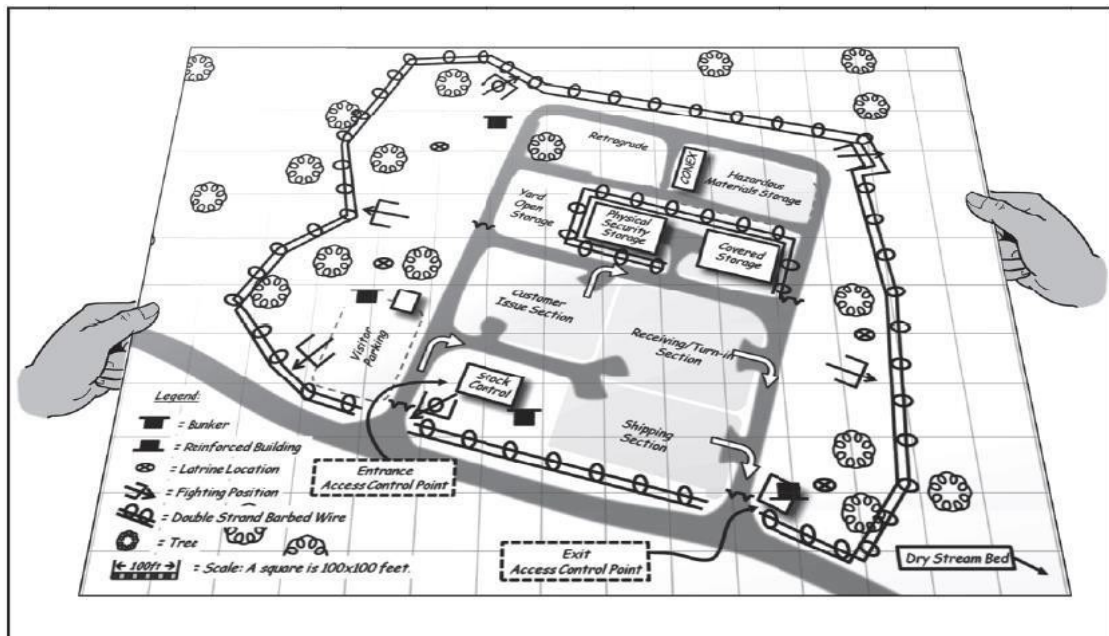 Retrograde
CONEX
Hazardous
Materials Storage
Yard
Open
Storage
Physical
Security
Storage
Covered
Storage
Customer
Issue Section
Receiving/Turn-in
Section
Visitor
Parking
Stock
Control
Shipping
Section
Entrance
Access Control Point
Exit
Access Control Point
Dry Stream Bed
Legend:
= Bunker
= Reinforced Building
= Latrine Location
= Fighting Position
= Double Strand Barbed Wire
= Tree
100ft
= Scale: A square is 100x100 feet.